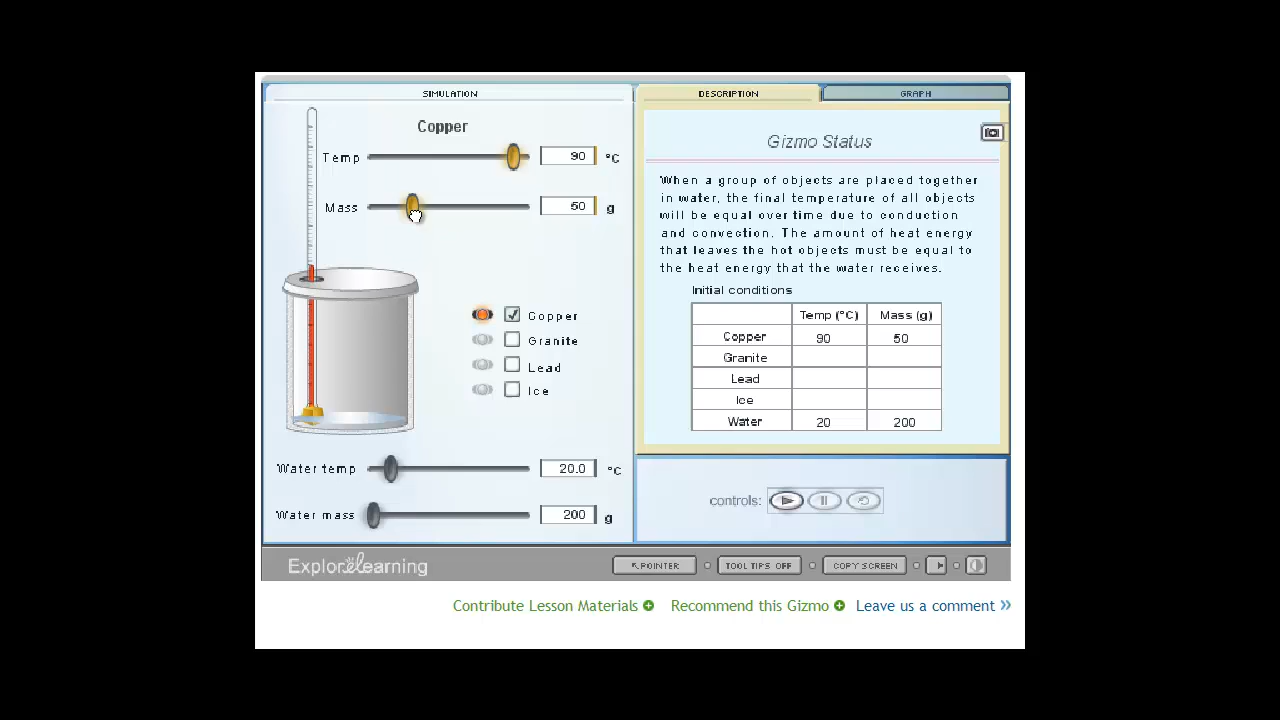 SIMULATION
DESCRIPTION
GRAPH
Copper
Temp 90 °C
Mass 50 g
Copper
Granite
Lead
Ice
Water temp 20.0 °C
Water mass 200 g
Gizmo Status
When a group of objects are placed together
in water, the final temperature of all objects
will be equal over time due to conduction
and convection. The amount of heat energy
that leaves the hot objects must be equal to
the heat energy that the water receives.
Initial conditions
Temp (°C) Mass (g)
Copper 90 50
Granite
Lead
Ice
Water 20 200
controls:
ExploreLearning
POINTER
TOOL TIPS OFF
COPY SCREEN
Contribute Lesson Materials
Recommend this Gizmo
Leave us a comment »